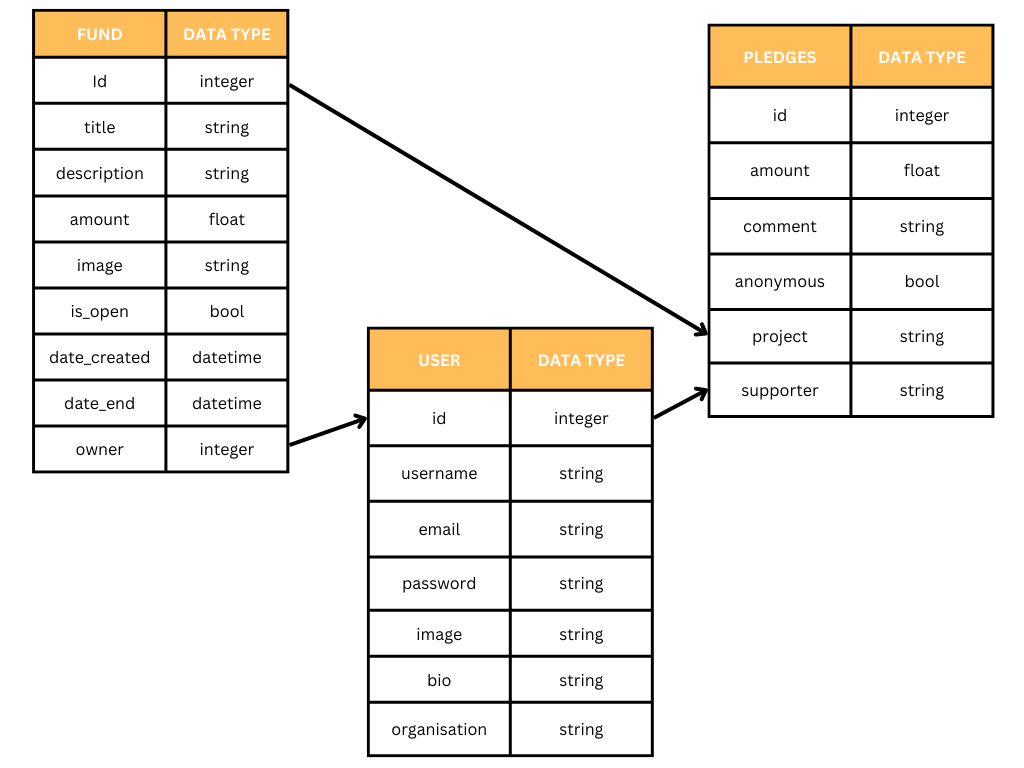 FUND DATA TYPE
Id integer
title string
description string
amount float
image string
is_open bool
date_created datetime
date_end datetime
owner integer
USER DATA TYPE
id integer
username string
email string
password string
image string
bio string
organisation string
PLEDGES DATA TYPE
id integer
amount float
comment string
anonymous bool
project string
supporter string